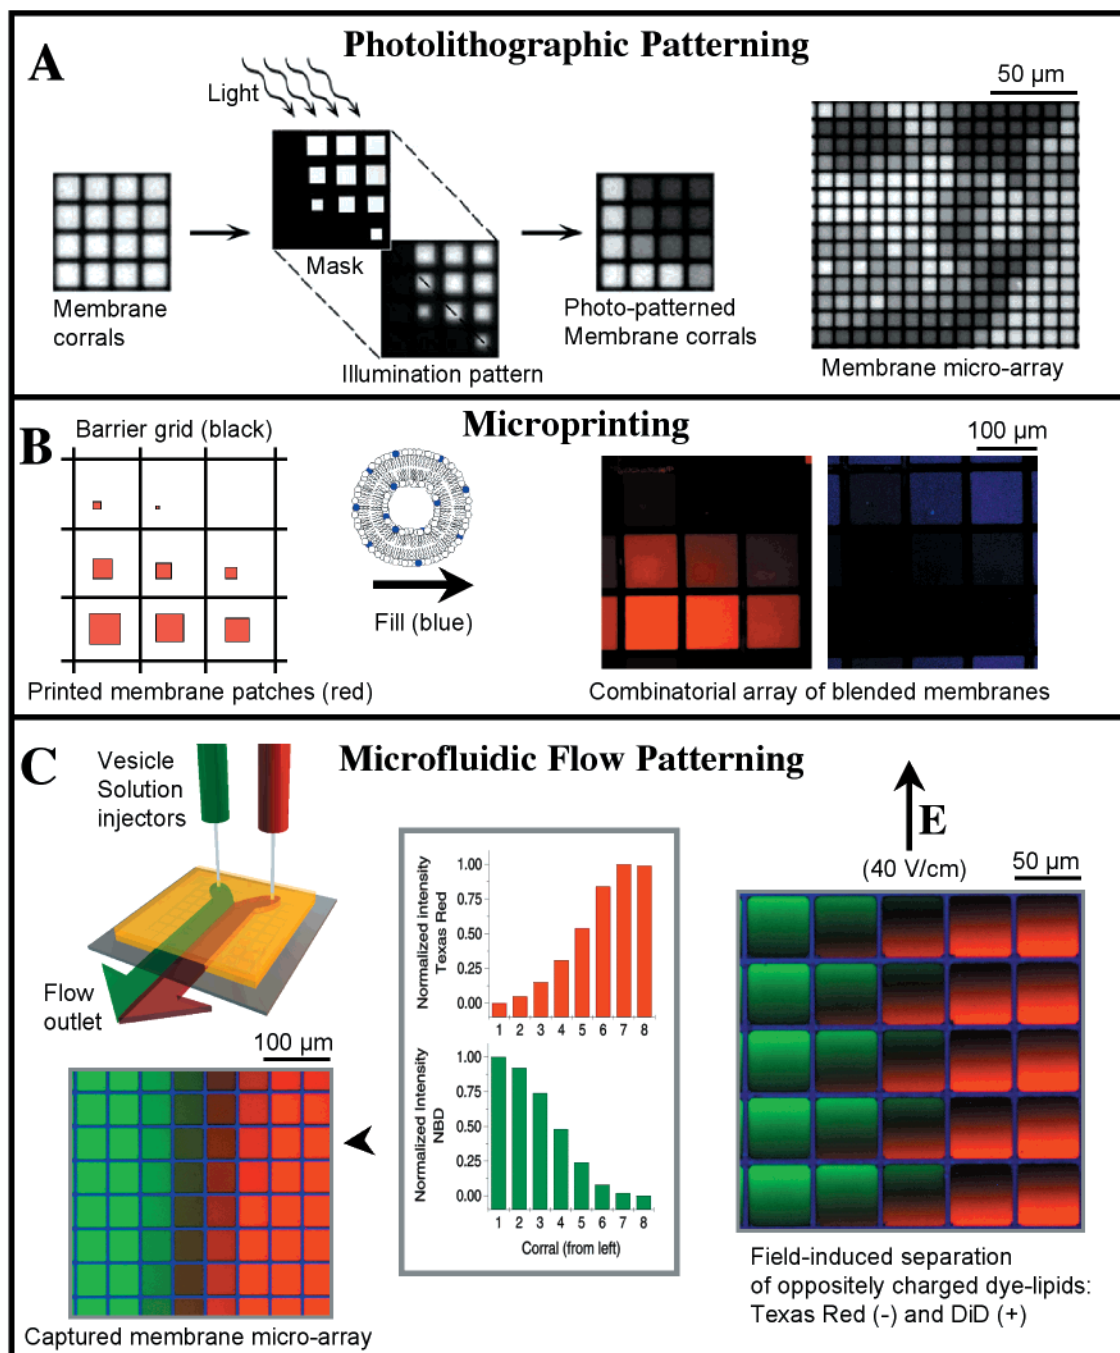 A
Photolithographic Patterning
Light
50 µm
Mask
Membrane
corrals
Illumination pattern
Photo-patterned
Membrane corrals
Membrane micro-array
B
Microprinting
Barrier grid (black)
100 µm
Fill (blue)
Printed membrane patches (red)
Combinatorial array of blended membranes
C
Microfluidic Flow Patterning
Vesicle
Solution
injectors
Flow
outlet
100 µm
Captured membrane micro-array
Normalized intensity
Texas Red
1.00
0.75
0.50
0.25
0.00
1 2 3 4 5 6 7 8
Normalized Intensity
NBD
1.00
0.75
0.50
0.25
0.00
1 2 3 4 5 6 7 8
Corral (from left)
E
(40 V/cm)
50 µm
Field-induced separation
of oppositely charged dye-lipids:
Texas Red (-) and DiD (+)